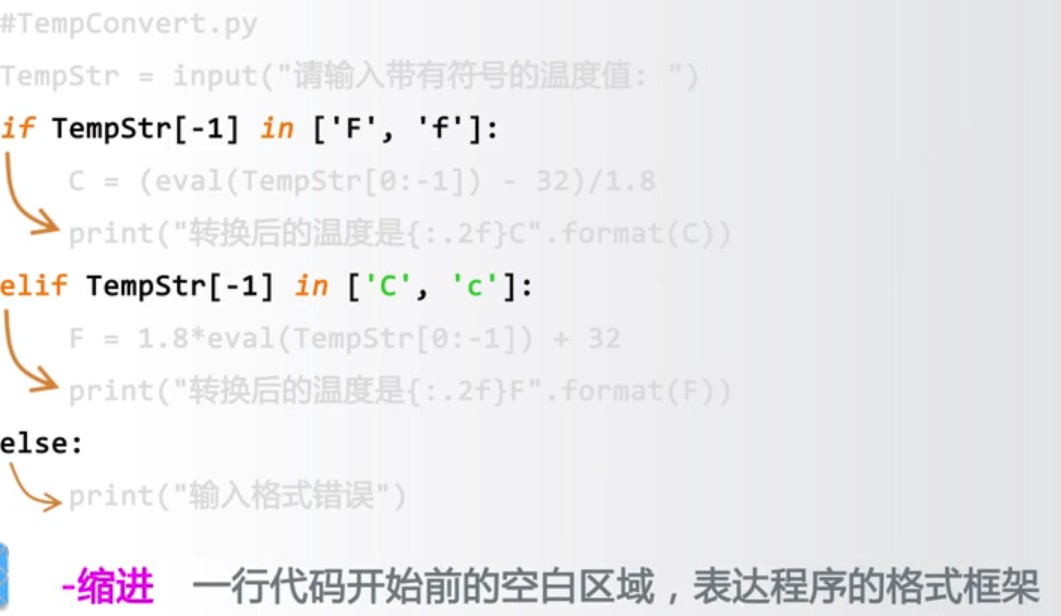 #TempConvert.py
TempStr = input("请输入带有符号的温度值: ")
if TempStr[-1] in ['F', 'f']:
    C = (eval(TempStr[0:-1]) - 32)/1.8
    print("转换后的温度是{:.2f}C".format(C))
elif TempStr[-1] in ['C', 'c']:
    F = 1.8*eval(TempStr[0:-1]) + 32
    print("转换后的温度是{:.2f}F".format(F))
else:
    print("输入格式错误")
-缩进 一行代码开始前的空白区域，表达程序的格式框架